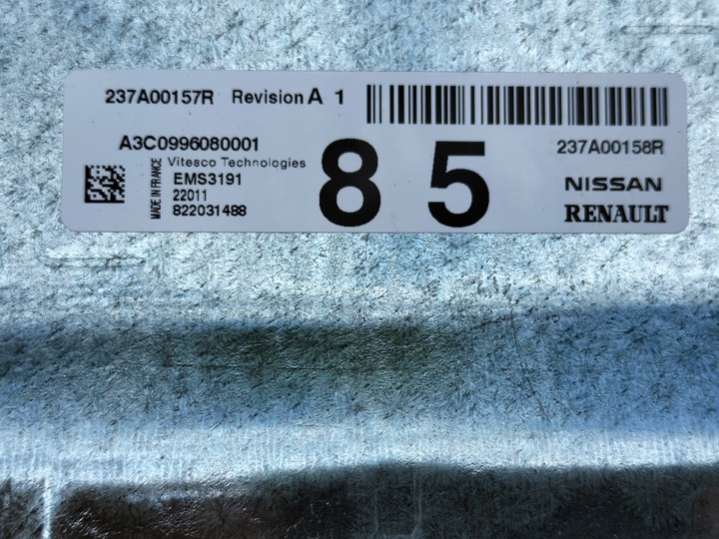 237A00157R Revision A 1
A3C0996080001
Vitesco Technologies
MADE IN FRANCE
EMS3191
22011
822031488
8 5
237A00158R
NISSAN
RENAULT